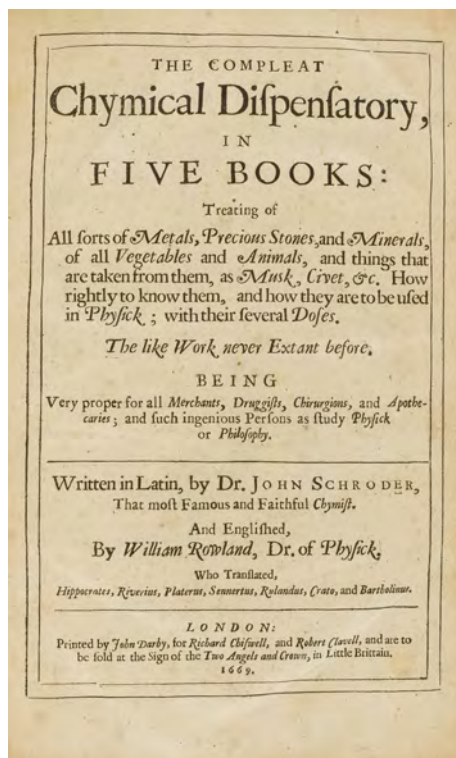 THE COMPLEAT
Chymical Diſpenſatory,
IN
FIVE BOOKS:
Treating of
All ſorts of Metals, Precious Stones, and Minerals,
of all Vegetables and Animals, and things that
are taken from them, as Musk, Civet, &c. How
rightly to know them, and how they are to be uſed
in Phyſick; with their ſeveral Doſes.
The like Work never Extant before.
BEING
Very proper for all Merchants, Druggiſts, Chirurgions, and Apothe-
caries; and ſuch ingenious Perſons as ſtudy Phyſick
or Philoſophy.
Written in Latin, by Dr. JOHN SCHRODER,
That moſt Famous and Faithful Chymiſt.
And Engliſhed,
By William Rowland, Dr. of Phyſick,
Who Tranſlated,
Hippocrates, Riverius, Platerus, Sennertus, Rulandus, Crato, and Bartholinus.
LONDON:
Printed by John Darby, for Richard Chiſwell, and Robert Clavell, and are to
be ſold at the Sign of the Two Angels and Crown, in Little Brittain.
1669.